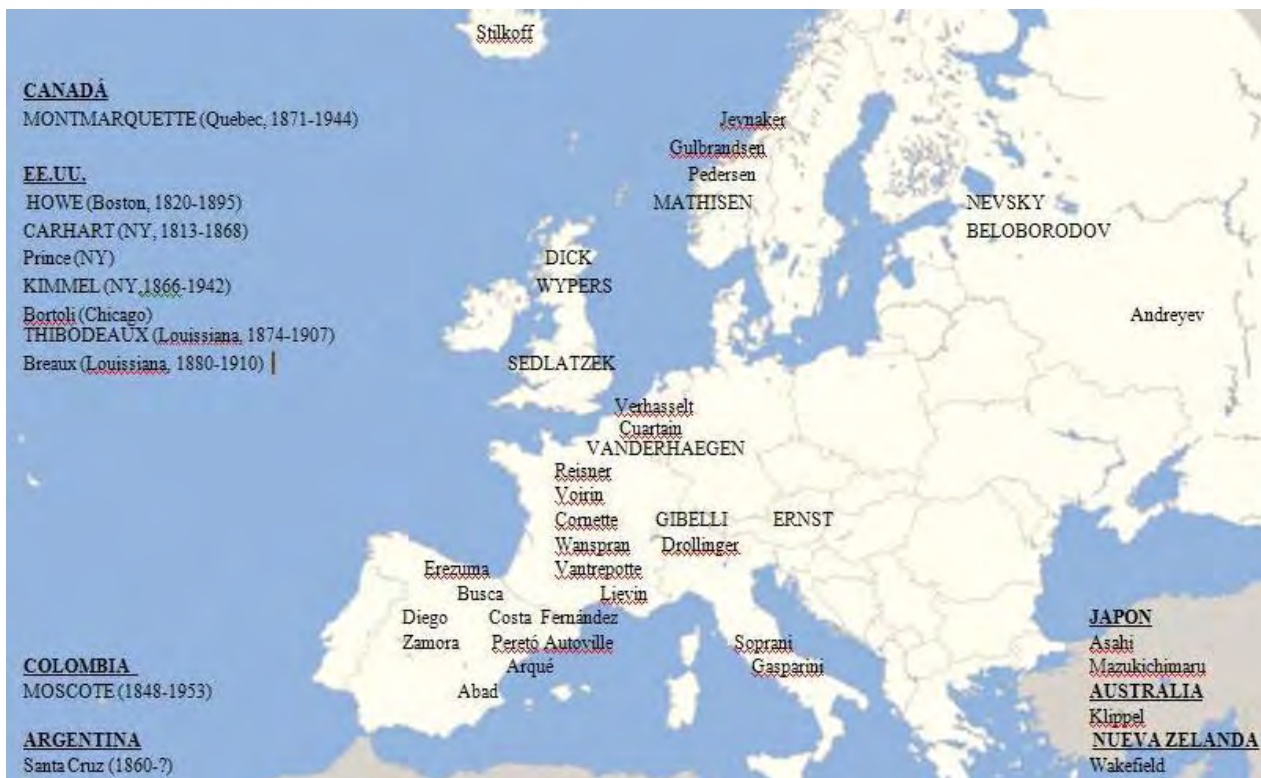 Stilkoff
CANADÁ
MONTMARQUETTE (Quebec, 1871-1944)
EE.UU.
HOWE (Boston, 1820-1895)
CARHART (NY, 1813-1868)
Prince (NY)
KIMMEL (NY,1866-1942)
Bortoli (Chicago)
THIBODEAUX (Louissiana, 1874-1907)
Breaux (Louissiana, 1880-1910)
Jevnaker
Gulbrandsen
Pedersen
MATHISEN
NEVSKY
BELOBORODOV
DICK
WYPERS
Andreyev
SEDLATZEK
Verhasselt
Cuartain
VANDERHAEGEN
Reisner
Voirin
Cornette GIBELLI ERNST
Wanspran Drollinger
Erezuma Vantrepotte
Busca Lievin
Diego Costa Fernández
Zamora Peretó Autoville
Arqué
Abad
Soprani
Gasparini
COLOMBIA
MOSCOTE (1848-1953)
ARGENTINA
Santa Cruz (1860-?)
JAPON
Asahi
Mazukichimaru
AUSTRALIA
Klippel
NUEVA ZELANDA
Wakefield